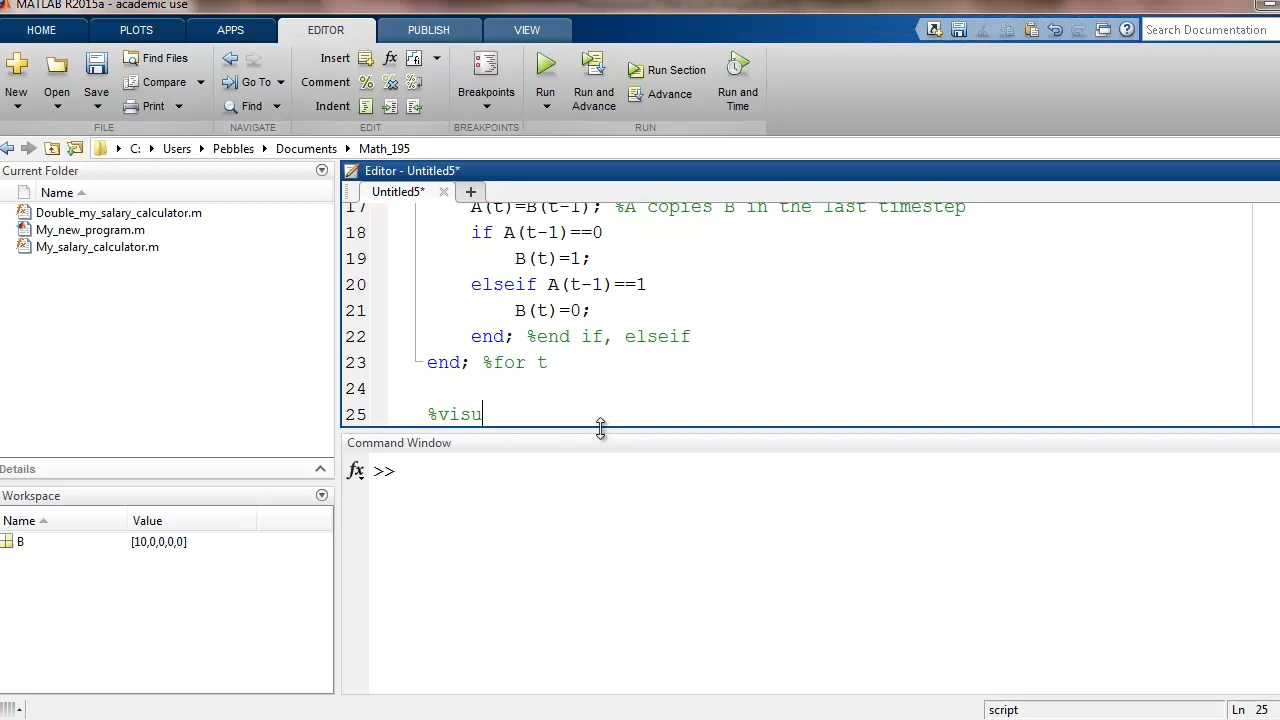 MATLAB R2015a - academic use
HOME PLOTS APPS EDITOR PUBLISH VIEW Search Documentation
New Open Save Find Files Compare Print
Go To Find
Insert Comment Indent
Breakpoints
Run Run and Advance Run Section Advance Run and Time
FILE NAVIGATE EDIT BREAKPOINTS RUN
C: Users Pebbles Documents Math_195
Current Folder
Name
Double_my_salary_calculator.m
My_new_program.m
My_salary_calculator.m
Details
Workspace
Name Value
B [10,0,0,0,0]
Editor - Untitled5*
Untitled5* +
17 A(t)=B(t-1); %A copies B in the last timestep
18 if A(t-1)==0
19 B(t)=1;
20 elseif A(t-1)==1
21 B(t)=0;
22 end; %end if, elseif
23 end; %for t
24
25 %visu
Command Window
fx >>
script Ln 25